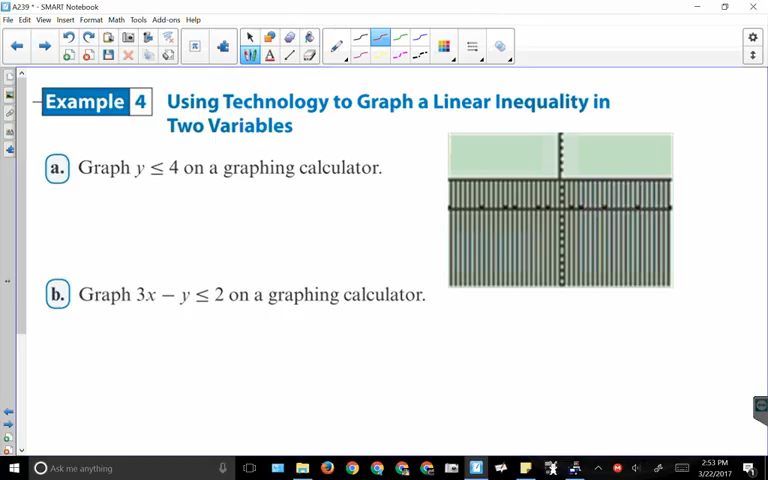 A239 * - SMART Notebook
File Edit View Insert Format Math Tools Add-ons Help
Example 4 Using Technology to Graph a Linear Inequality in
Two Variables
a. Graph y ≤ 4 on a graphing calculator.
b. Graph 3x − y ≤ 2 on a graphing calculator.
Ask me anything
2:53 PM
3/22/2017